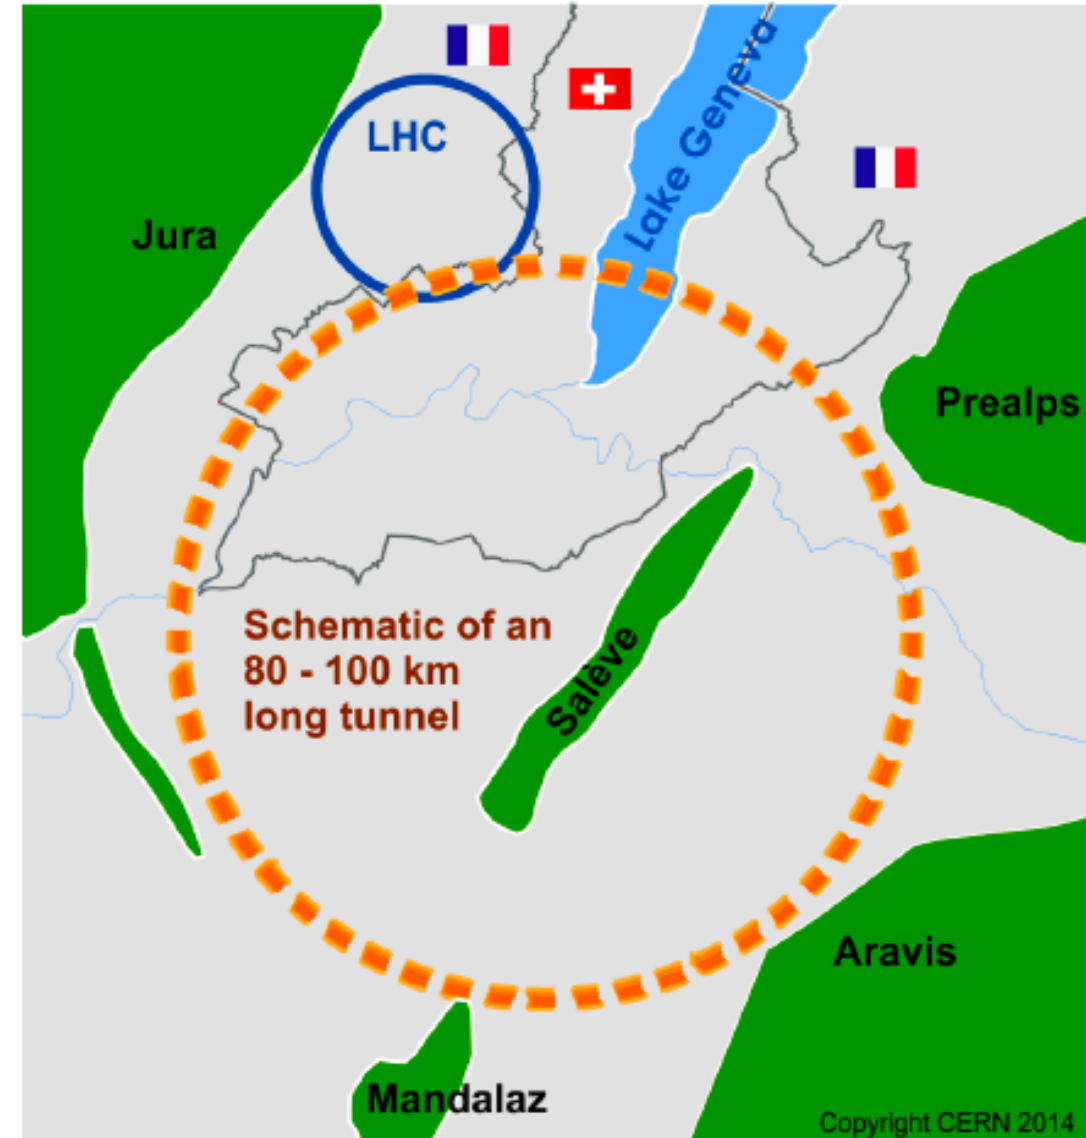 LHC
Lake Geneva
Jura
Prealps
Schematic of an
80 - 100 km
long tunnel
Salève
Aravis
Mandalaz
Copyright CERN 2014